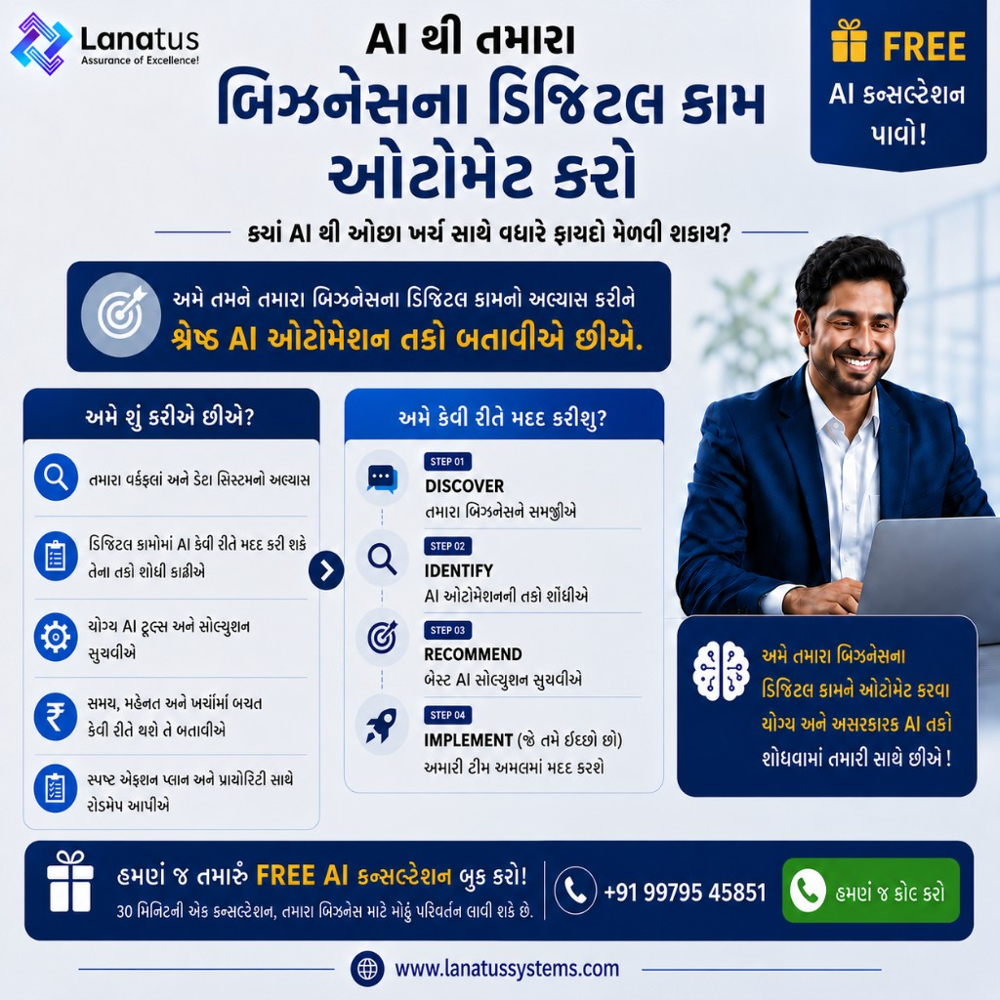 Lanatus
Assurance of Excellence!
AI થી તમારા
બિઝનેસના ડિજિટલ કામ
ઓટોમેટ કરો
ક્યાં AI થી ઓછા ખર્ચ સાથે વધારે ફાયદો મેળવી શકાય?
FREE
AI કન્સલ્ટેશન
પાવો!
અમે તમને તમારા બિઝનેસના ડિજિટલ કામનો અભ્યાસ કરીને
શ્રેષ્ઠ AI ઓટોમેશન તકો બતાવીએ છીએ.
અમે શું કરીએ છીએ?
તમારા વર્કફ્લાં અને ડેટા સિસ્ટમનો અભ્યાસ
ડિજિટલ કામોમાં AI કેવી રીતે મદદ કરી શકે
તેના તકો શોધી કાઢીએ
યોગ્ય AI ટૂલ્સ અને સોલ્યુશન
સુચવીએ
સમય, મહેનત અને ખર્ચામાં બચત
કેવી રીતે થશે તે બતાવીએ
સ્પષ્ટ એક્શન પ્લાન અને પ્રાયોરિટી સાથે
રોડમેપ આપીએ
અમે કેવી રીતે મદદ કરીશુ?
STEP 01
DISCOVER
તમારા બિઝનેસને સમજીએ
STEP 02
IDENTIFY
AI ઓટોમેશનની તકો શોંધીએ
STEP 03
RECOMMEND
બેસ્ટ AI સોલ્યુશન સુચવીએ
STEP 04
IMPLEMENT (જે તમે ઈચ્છો છો)
અમારી ટીમ અમલમાં મદદ કરશે
અમે તમારા બિઝનેસના
ડિજિટલ કામને ઓટોમેટ કરવા
યોગ્ય અને અસરકારક AI તકો
શોધવામાં તમારી સાથે છીએ !
હમણં જ તમારું FREE AI કન્સલ્ટેશન બુક કરો!
30 મિનિટની એક કન્સલ્ટેશન, તમારા બિઝનેસ માટે મોઠું પરિવર્તન લાવી શકે છે.
+91 99795 45851
હમણં જ કોલ કરો
www.lanatussystems.com